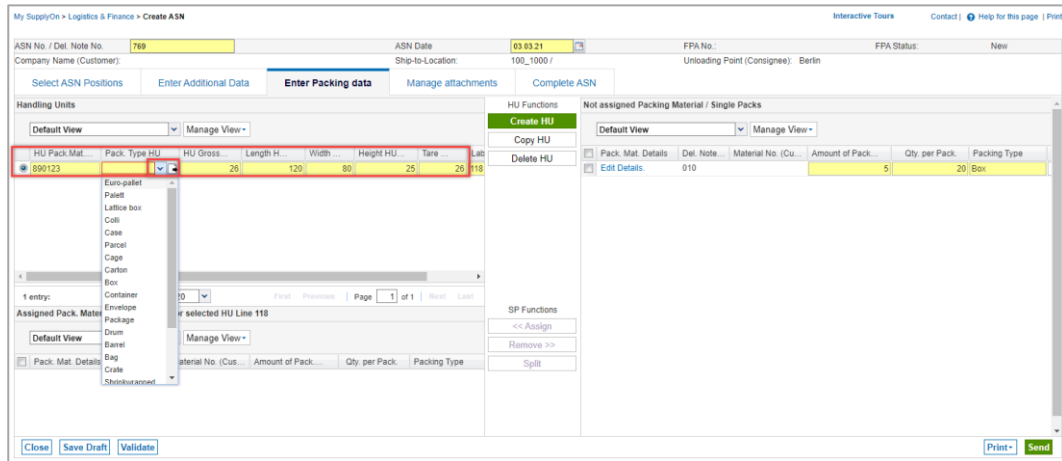 My SupplyOn > Logistics & Finance > Create ASN Interactive Tours Contact | Help for this page | Print
ASN No. / Del. Note No. 769 ASN Date 03.03.21 FPA No.: FPA Status: New
Company Name (Customer): Ship-to-Location: 100_1000 / Unloading Point (Consignee): Berlin
Select ASN Positions Enter Additional Data Enter Packing data Manage attachments Complete ASN
Handling Units HU Functions Not assigned Packing Material / Single Packs
Default View Manage View Create HU Default View Manage View
Copy HU
HU Pack.Mat.... Pack. Type HU HU Gross... Length H... Width ... Height HU... Tare ... Lab Delete HU Pack. Mat. Details Del. Note... Material No. (Cu... Amount of Pack... Qty. per Pack. Packing Type
890123 26 120 80 25 26 118 Edit Details. 010 5 20 Box
Euro-pallet
Palett
Lattice box
Colli
Case
Parcel
Cage
Carton
Box
Container
Envelope
Package
Drum
Barrel
Bag
Crate
Shrinkwrapped
1 entry: 20 First Previous | Page 1 of 1 | Next Last
Assigned Pack. Mater or selected HU Line 118 SP Functions
<< Assign
Default View Manage View Remove >>
Pack. Mat. Details aterial No. (Cus... Amount of Pack.... Qty. per Pack. Packing Type Split
Close Save Draft Validate Print Send